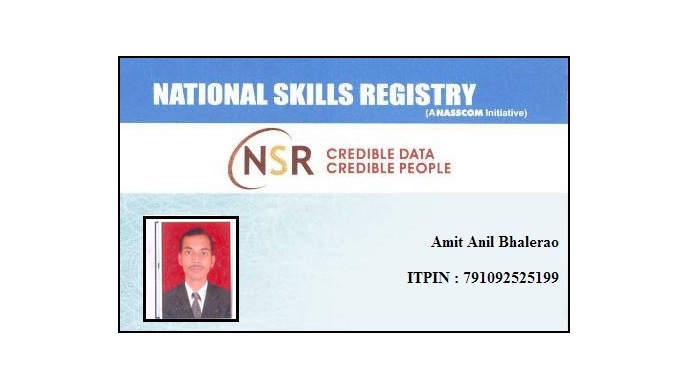 NATIONAL SKILLS REGISTRY
(A NASSCOM Initiative)
NSR CREDIBLE DATA
CREDIBLE PEOPLE
Amit Anil Bhalerao
ITPIN : 791092525199